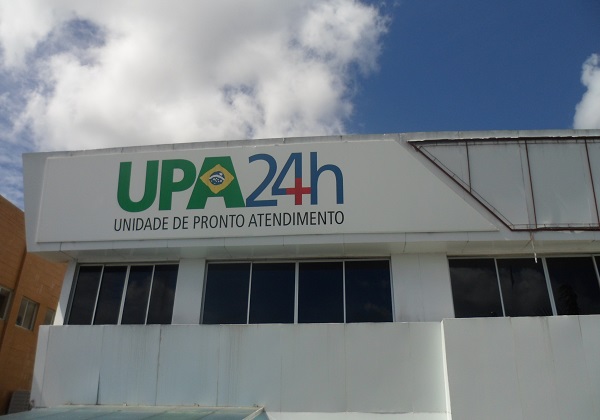 UPA24h
UNIDADE DE PRONTO ATENDIMENTO